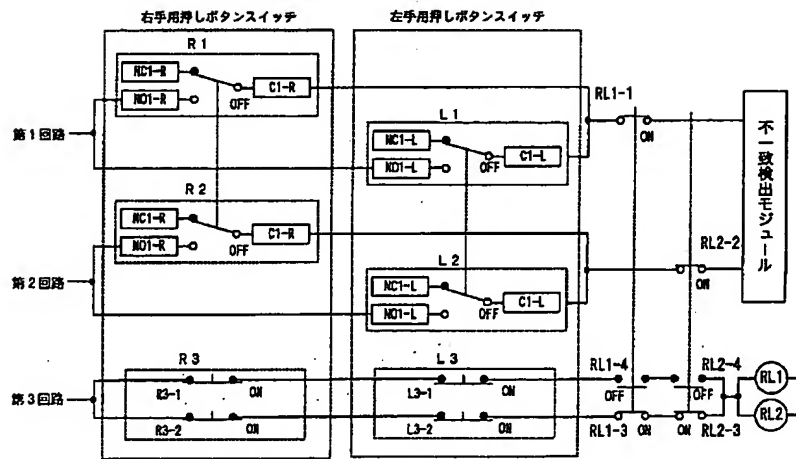 右手用押しボタンスイッチ
左手用押しボタンスイッチ
R1
NC1-R
C1-R
OFF
NO1-R
RL1-1
ON
第1回路
L1
NC1-L
C1-L
OFF
NO1-L
不一致検出モジュール
R2
NC1-R
C1-R
OFF
NO1-R
RL2-2
ON
第2回路
L2
NC1-L
C1-L
OFF
NO1-L
R3
L3
RL1-4
RL2-4
RL1
R3-1
ON
L3-1
ON
OFF
OFF
第3回路
RL2
R3-2
ON
L3-2
ON
RL1-3
ON
ON
RL2-3